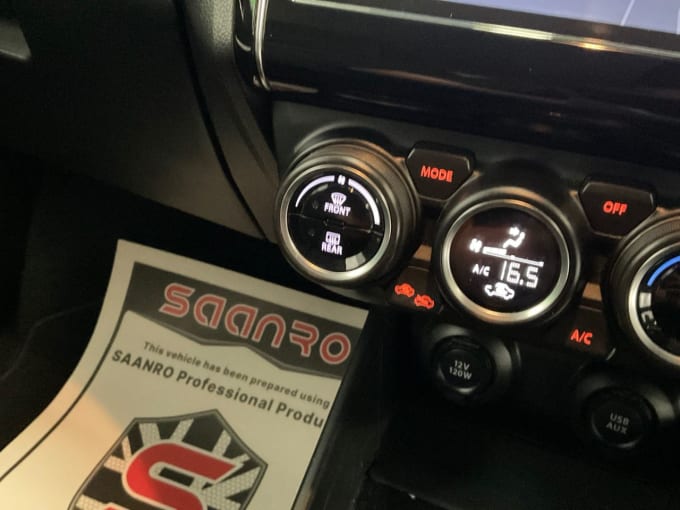 MODE
OFF
FRONT
REAR
A/C 16.5
A/C
12V
120W
USB
AUX
SAANRO
This vehicle has been prepared using
SAANRO Professional Produ